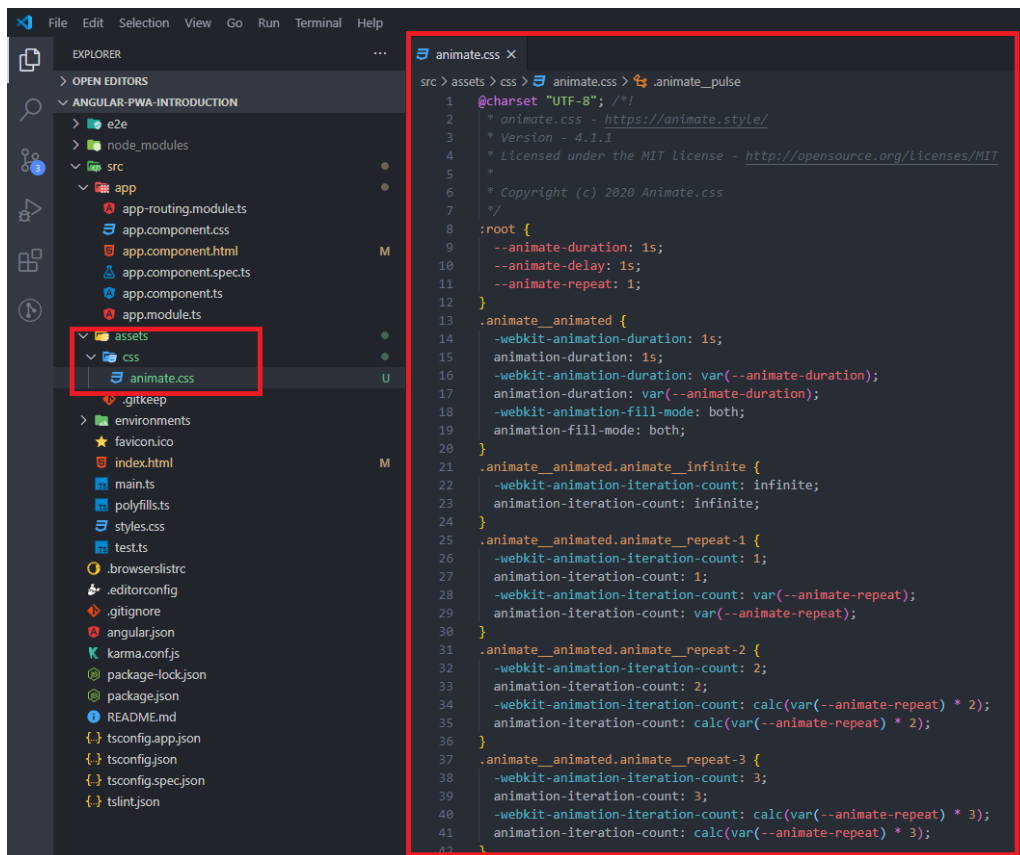 File Edit Selection View Go Run Terminal Help
EXPLORER ...
OPEN EDITORS
ANGULAR-PWA-INTRODUCTION
e2e
node_modules
src
app
app-routing.module.ts
app.component.css
app.component.html M
app.component.spec.ts
app.component.ts
app.module.ts
assets
css
animate.css U
.gitkeep
environments
favicon.ico
index.html M
main.ts
polyfills.ts
styles.css
test.ts
.browserslistrc
.editorconfig
.gitignore
angular.json
karma.conf.js
package-lock.json
package.json
README.md
tsconfig.app.json
tsconfig.json
tsconfig.spec.json
tslint.json
3
animate.css ×
src > assets > css > animate.css > .animate__pulse
1 @charset "UTF-8"; /*!
2 * animate.css - https://animate.style/
3 * Version - 4.1.1
4 * Licensed under the MIT license - http://opensource.org/licenses/MIT
5 *
6 * Copyright (c) 2020 Animate.css
7 */
8 :root {
9 --animate-duration: 1s;
10 --animate-delay: 1s;
11 --animate-repeat: 1;
12 }
13 .animate__animated {
14 -webkit-animation-duration: 1s;
15 animation-duration: 1s;
16 -webkit-animation-duration: var(--animate-duration);
17 animation-duration: var(--animate-duration);
18 -webkit-animation-fill-mode: both;
19 animation-fill-mode: both;
20 }
21 .animate__animated.animate__infinite {
22 -webkit-animation-iteration-count: infinite;
23 animation-iteration-count: infinite;
24 }
25 .animate__animated.animate__repeat-1 {
26 -webkit-animation-iteration-count: 1;
27 animation-iteration-count: 1;
28 -webkit-animation-iteration-count: var(--animate-repeat);
29 animation-iteration-count: var(--animate-repeat);
30 }
31 .animate__animated.animate__repeat-2 {
32 -webkit-animation-iteration-count: 2;
33 animation-iteration-count: 2;
34 -webkit-animation-iteration-count: calc(var(--animate-repeat) * 2);
35 animation-iteration-count: calc(var(--animate-repeat) * 2);
36 }
37 .animate__animated.animate__repeat-3 {
38 -webkit-animation-iteration-count: 3;
39 animation-iteration-count: 3;
40 -webkit-animation-iteration-count: calc(var(--animate-repeat) * 3);
41 animation-iteration-count: calc(var(--animate-repeat) * 3);
42 }